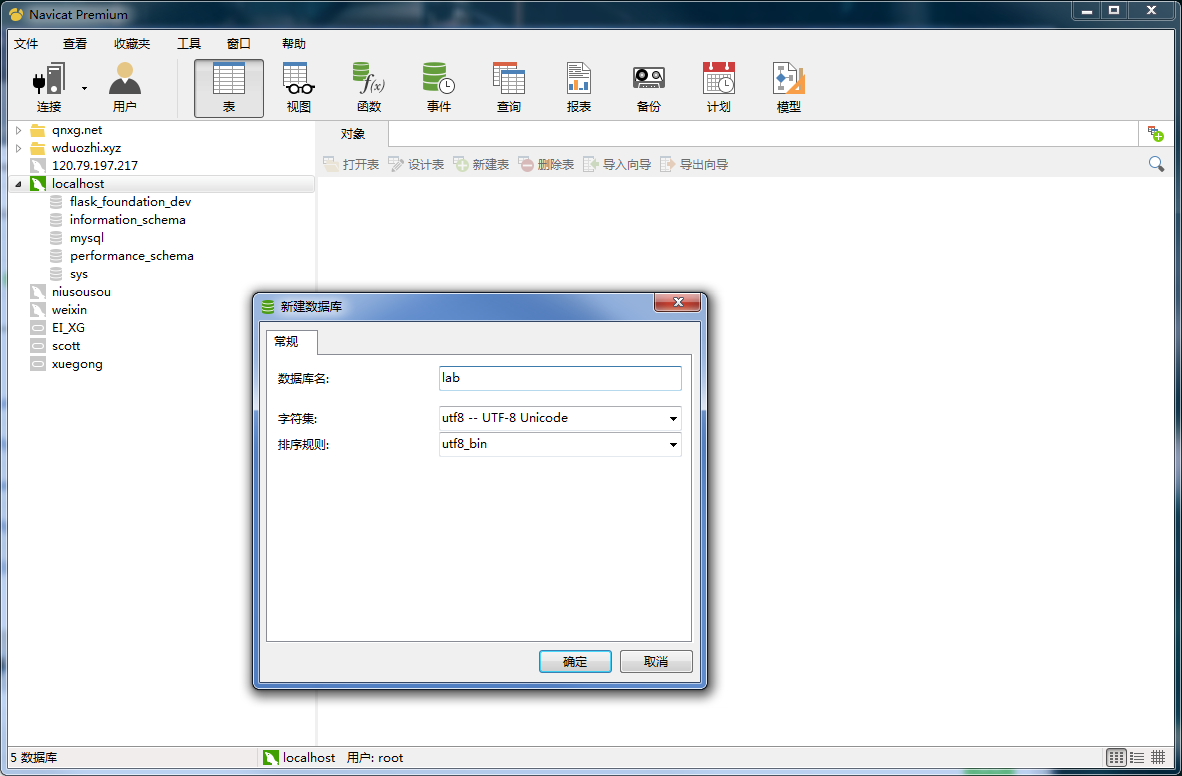 Navicat Premium
文件 查看 收藏夹 工具 窗口 帮助
连接 用户 表 视图 函数 事件 查询 报表 备份 计划 模型
qnxg.net
wduozhi.xyz
120.79.197.217
localhost
flask_foundation_dev
information_schema
mysql
performance_schema
sys
niusousou
weixin
EI_XG
scott
xuegong
对象
打开表 设计表 新建表 删除表 导入向导 导出向导
新建数据库
常规
数据库名: lab
字符集: utf8 -- UTF-8 Unicode
排序规则: utf8_bin
确定 取消
5 数据库 localhost 用户: root